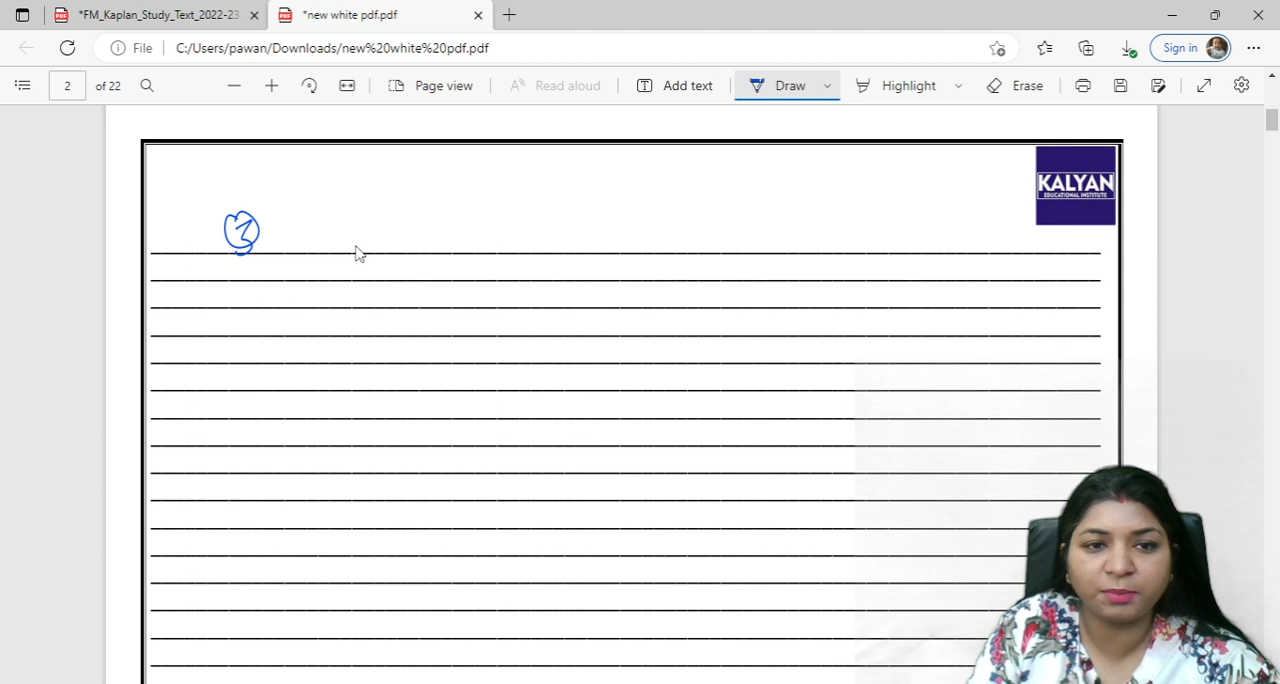 *FM_Kaplan_Study_Text_2022-23
*new white pdf.pdf
File
C:/Users/pawan/Downloads/new%20white%20pdf.pdf
Sign in
2 of 22
Page view
Read aloud
Add text
Draw
Highlight
Erase
KALYAN
EDUCATIONAL INSTITUTE
3